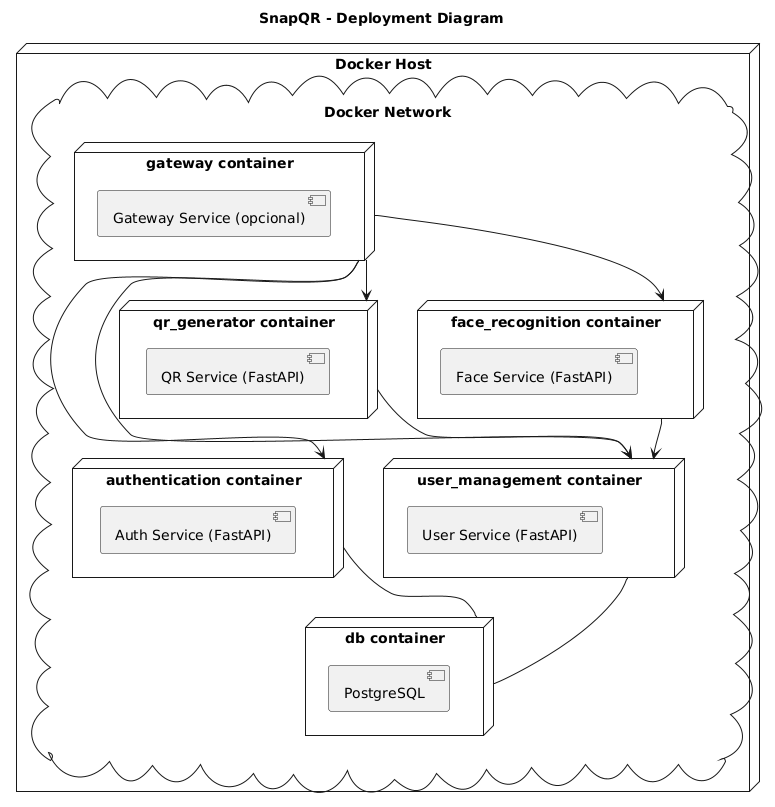 SnapQR - Deployment Diagram
Docker Host
Docker Network
gateway container
Gateway Service (opcional)
qr_generator container
QR Service (FastAPI)
face_recognition container
Face Service (FastAPI)
authentication container
Auth Service (FastAPI)
user_management container
User Service (FastAPI)
db container
PostgreSQL